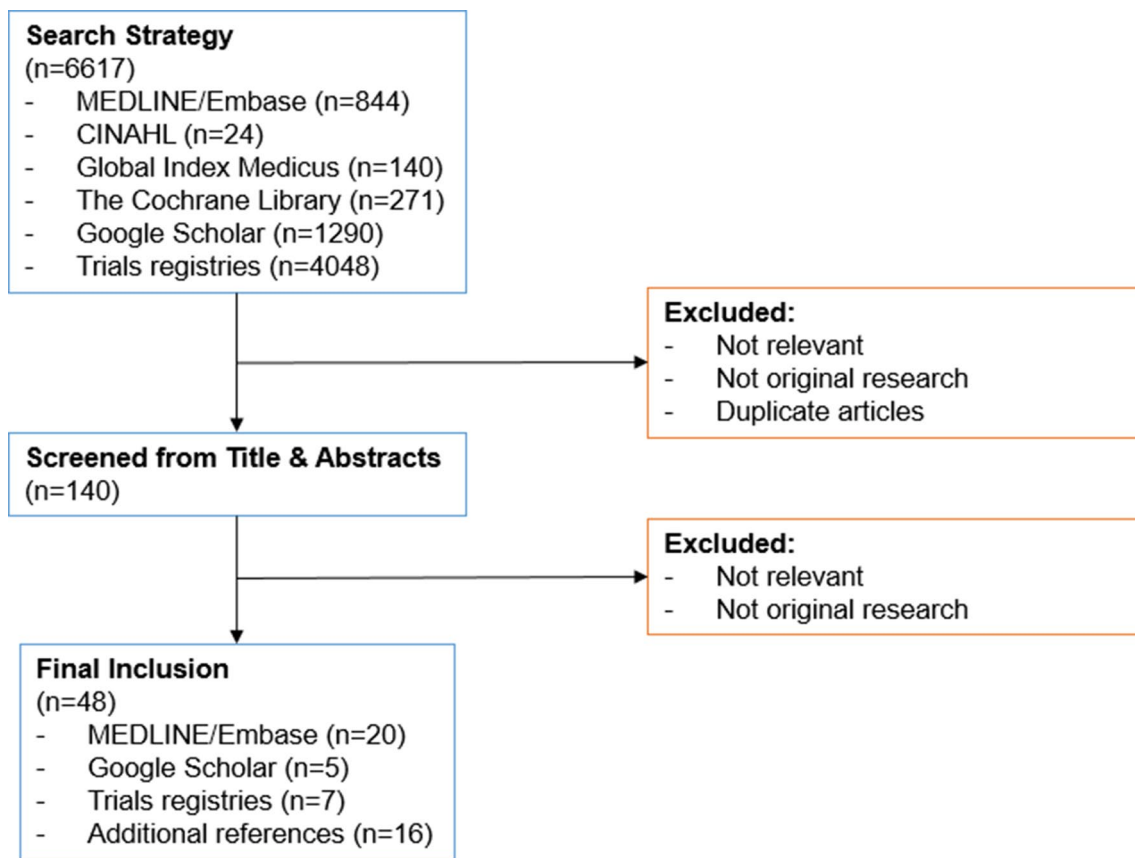 Search Strategy
(n=6617)
- MEDLINE/Embase (n=844)
- CINAHL (n=24)
- Global Index Medicus (n=140)
- The Cochrane Library (n=271)
- Google Scholar (n=1290)
- Trials registries (n=4048)
Excluded:
- Not relevant
- Not original research
- Duplicate articles
Screened from Title & Abstracts
(n=140)
Excluded:
- Not relevant
- Not original research
Final Inclusion
(n=48)
- MEDLINE/Embase (n=20)
- Google Scholar (n=5)
- Trials registries (n=7)
- Additional references (n=16)